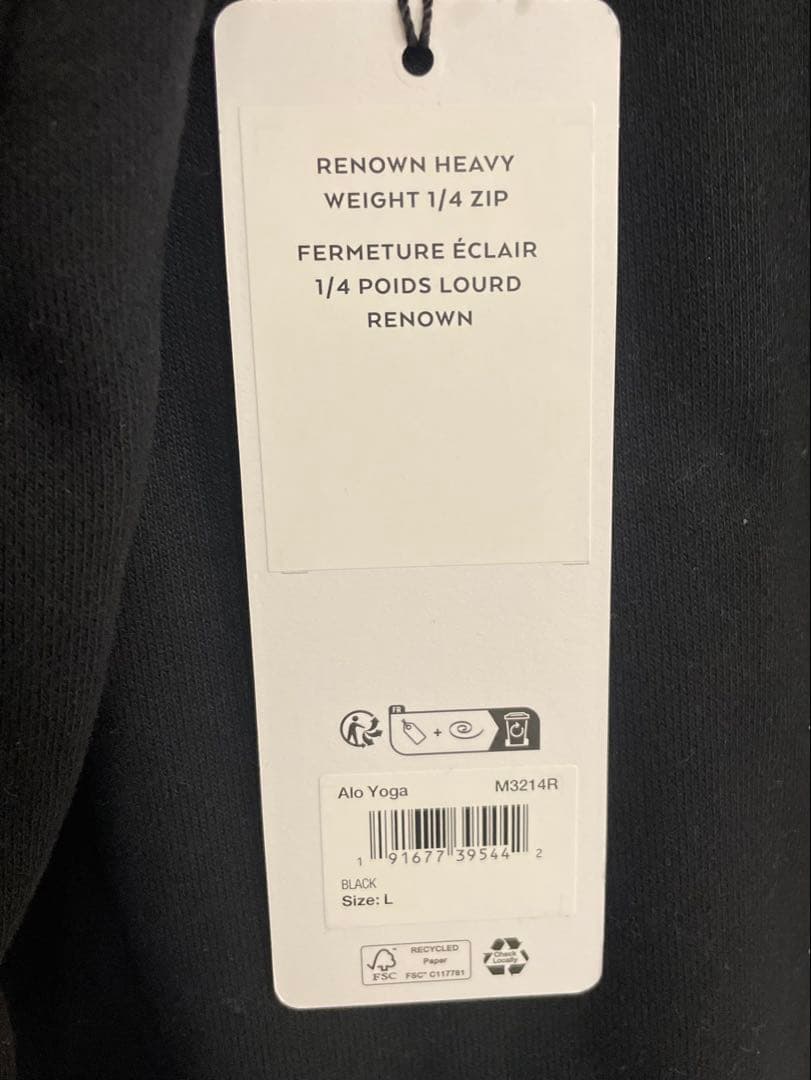 RENOWN HEAVY
WEIGHT 1/4 ZIP
FERMETURE ÉCLAIR
1/4 POIDS LOURD
RENOWN
FR
+
Alo Yoga M3214R
1 91677 39544 2
BLACK
Size: L
FSC™ RECYCLED
Paper
FSC® C117781
Check
Locally